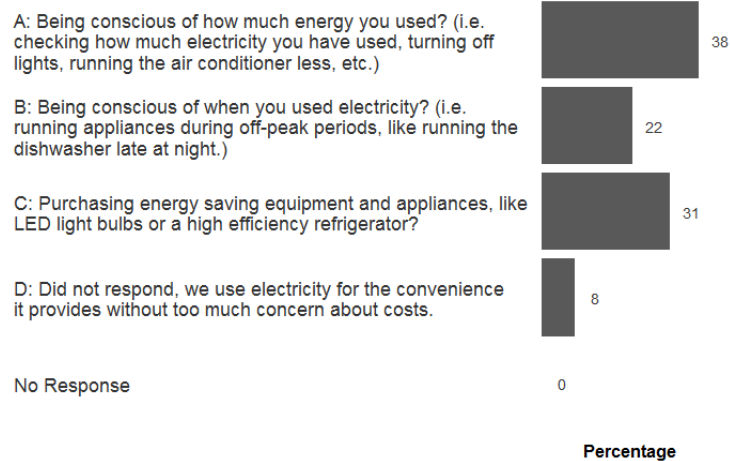 A: Being conscious of how much energy you used? (i.e.
checking how much electricity you have used, turning off
lights, running the air conditioner less, etc.)
38
B: Being conscious of when you used electricity? (i.e.
running appliances during off-peak periods, like running the
dishwasher late at night.)
22
C: Purchasing energy saving equipment and appliances, like
LED light bulbs or a high efficiency refrigerator?
31
D: Did not respond, we use electricity for the convenience
it provides without too much concern about costs.
8
No Response
0
Percentage